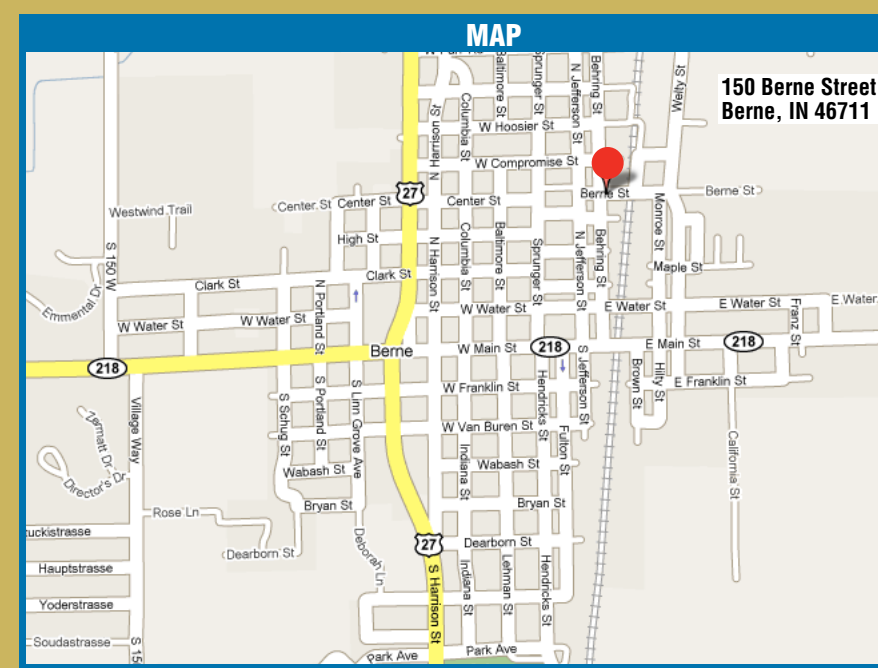 MAP
150 Berne Street
Berne, IN 46711
Baltimore St
Sprunger St
N Jefferson St
Behring St
Welty St
Columbia St
N Harrison St
W Hoosier St
W Compromise St
27
Berne St
Berne St
Center St
Center St
Center St
Westwind Trail
Monroe St
High St
S 150 W
N Harrison St
Columbia St
Baltimore St
Sprunger St
N Jefferson St
Behring St
Maple St
Clark St
Clark St
Emmental Dr
N Portland St
W Water St
E Water St
E Water St
E Water
Franz St
W Water St
W Water St
Berne
W Main St
218
E Main St
218
218
S Jefferson St
Brown St
Hilty St
E Franklin St
W Franklin St
Hendricks St
S Schug St
S Portland St
S Linn Grove Ave
Village Way
Zermatt Dr
Director's Dr
W Van Buren St
Fulton St
California St
Indiana St
Wabash St
Wabash St
Bryan St
Bryan St
Rose Ln
Dearborn St
Deborah Ln
27
Dearborn St
Hauptstrasse
Yoderstrasse
Soudastrasse
S Harrison St
Indiana St
Lehman St
Hendricks St
Park Ave
Park Ave